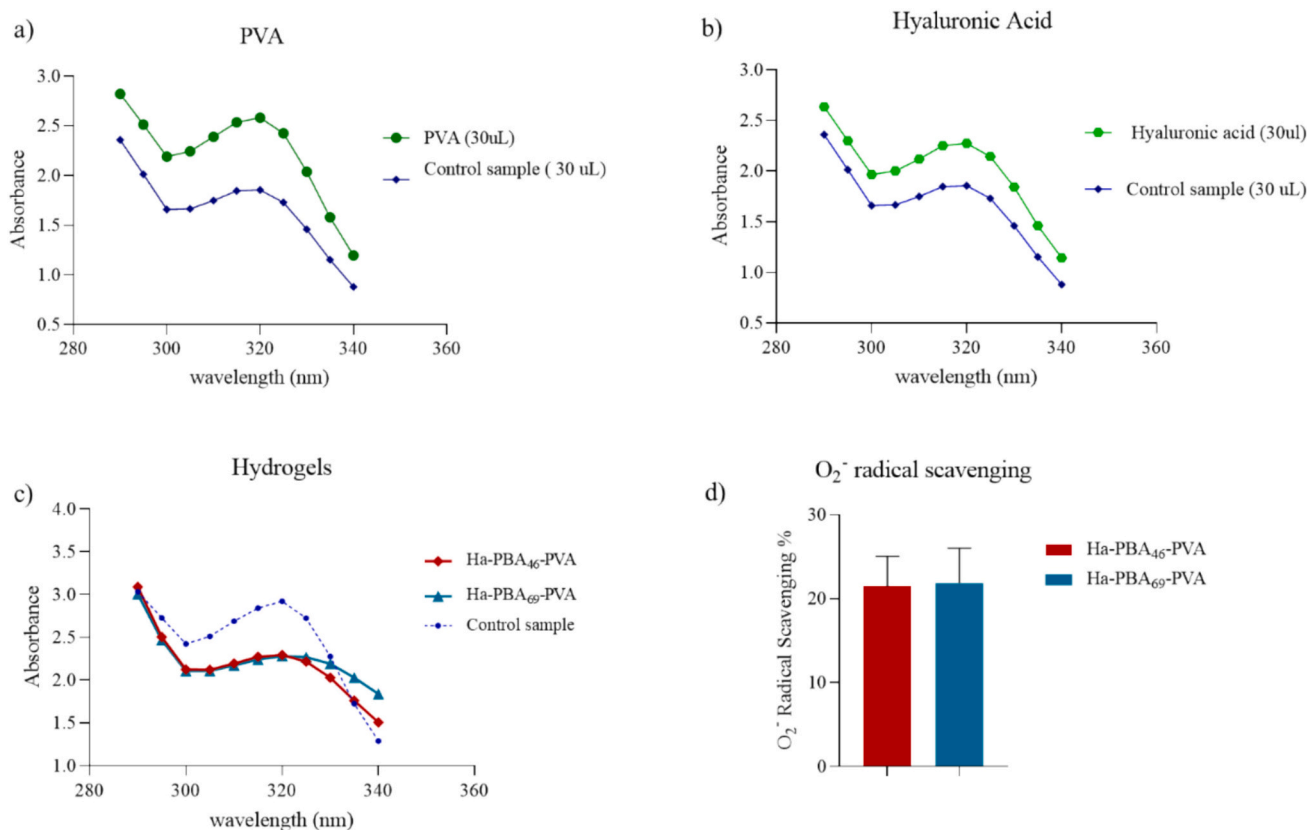 a)
PVA
Absorbance
3.0
2.5
2.0
1.5
1.0
0.5
280
300
320
340
360
wavelength (nm)
PVA (30uL)
Control sample ( 30 uL)
b)
Hyaluronic Acid
Absorbance
3.0
2.5
2.0
1.5
1.0
0.5
280
300
320
340
360
wavelength (nm)
Hyaluronic acid (30ul)
Control sample (30 uL)
c)
Hydrogels
Absorbance
4.0
3.5
3.0
2.5
2.0
1.5
1.0
280
300
320
340
360
wavelength (nm)
Ha-PBA₄₆-PVA
Ha-PBA₆₉-PVA
Control sample
d)
O₂⁻ radical scavenging
O₂⁻ Radical Scavenging %
30
20
10
0
Ha-PBA₄₆-PVA
Ha-PBA₆₉-PVA